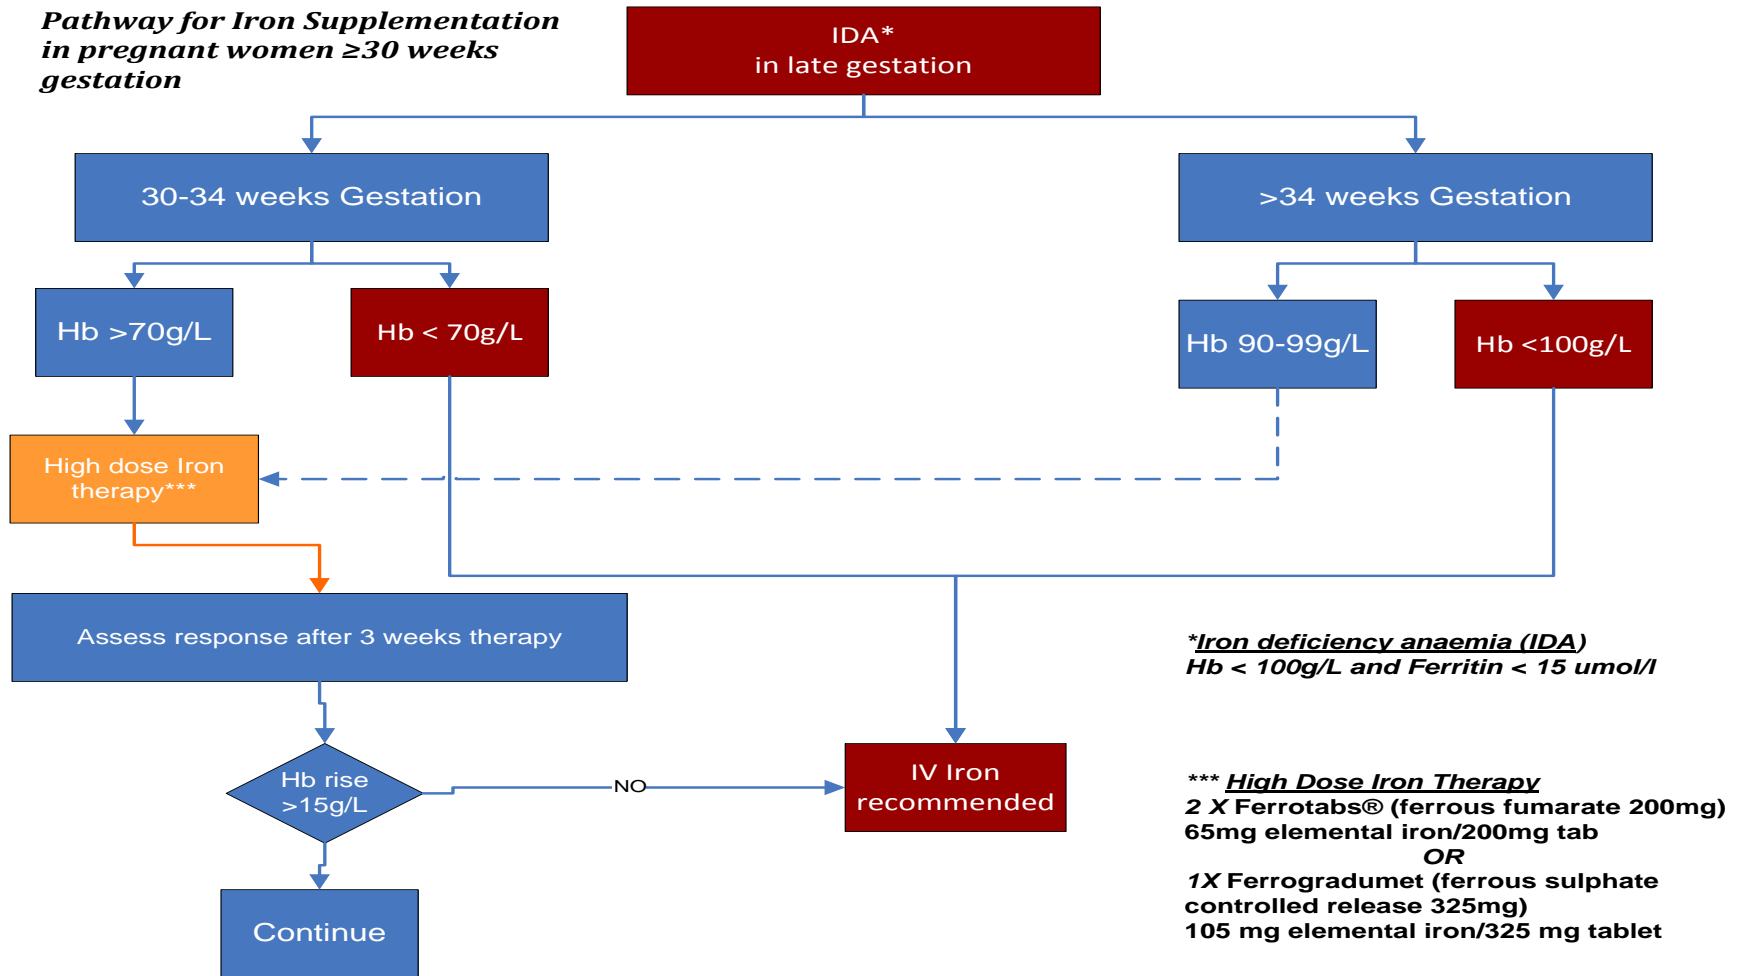 Pathway for Iron Supplementation
in pregnant women ≥30 weeks
gestation
IDA*
in late gestation
30-34 weeks Gestation
>34 weeks Gestation
Hb >70g/L
Hb < 70g/L
Hb 90-99g/L
Hb <100g/L
High dose Iron
therapy***
Assess response after 3 weeks therapy
*Iron deficiency anaemia (IDA)
Hb < 100g/L and Ferritin < 15 umol/l
Hb rise
>15g/L
NO
IV Iron
recommended
*** High Dose Iron Therapy
2 X Ferrotabs® (ferrous fumarate 200mg)
65mg elemental iron/200mg tab
OR
1X Ferrogradumet (ferrous sulphate
controlled release 325mg)
105 mg elemental iron/325 mg tablet
Continue